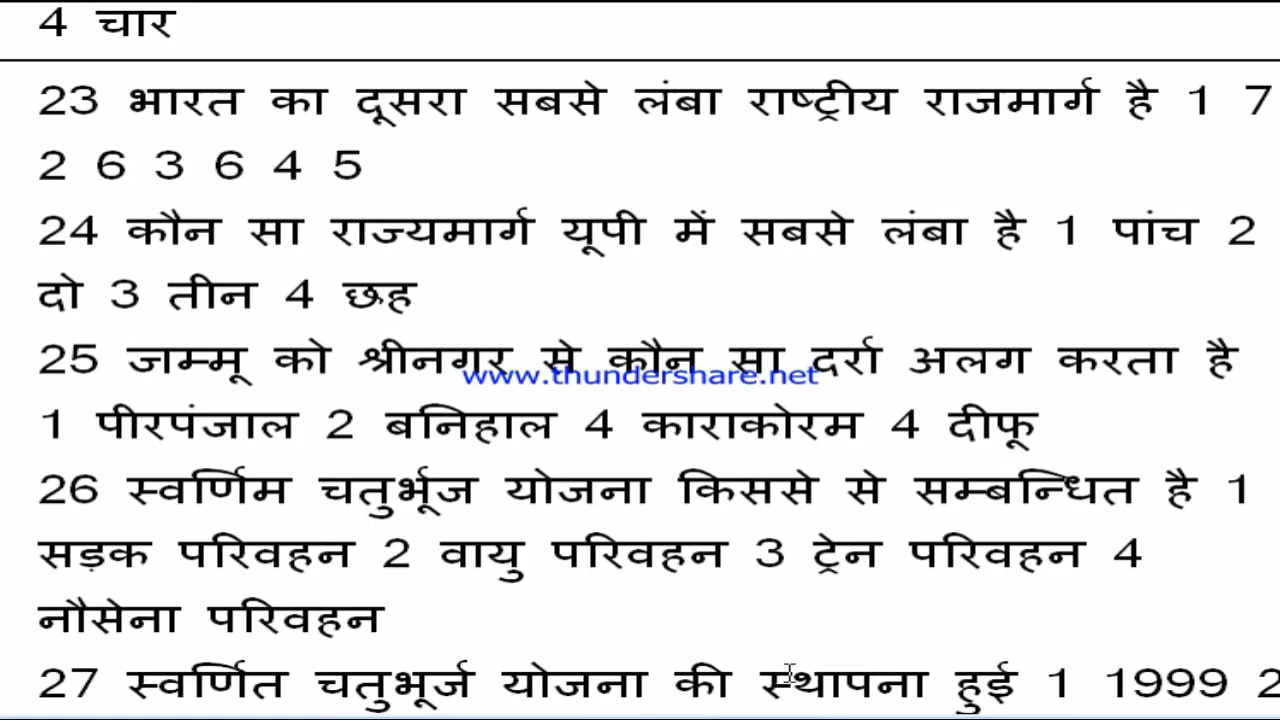 4 चार
23 भारत का दूसरा सबसे लंबा राष्ट्रीय राजमार्ग है 1 7
2 6 3 6 4 5
24 कौन सा राज्यमार्ग यूपी में सबसे लंबा है 1 पांच 2
दो 3 तीन 4 छह
25 जम्मू को श्रीनगर से कौन सा दर्रा अलग करता है
www.thundershare.net
1 पीरपंजाल 2 बनिहाल 4 काराकोरम 4 दीफू
26 स्वर्णिम चतुर्भूज योजना किससे से सम्बन्धित है 1
सड़क परिवहन 2 वायु परिवहन 3 ट्रेन परिवहन 4
नौसेना परिवहन
27 स्वर्णित चतुभूर्ज योजना की स्थापना हुई 1 1999 2